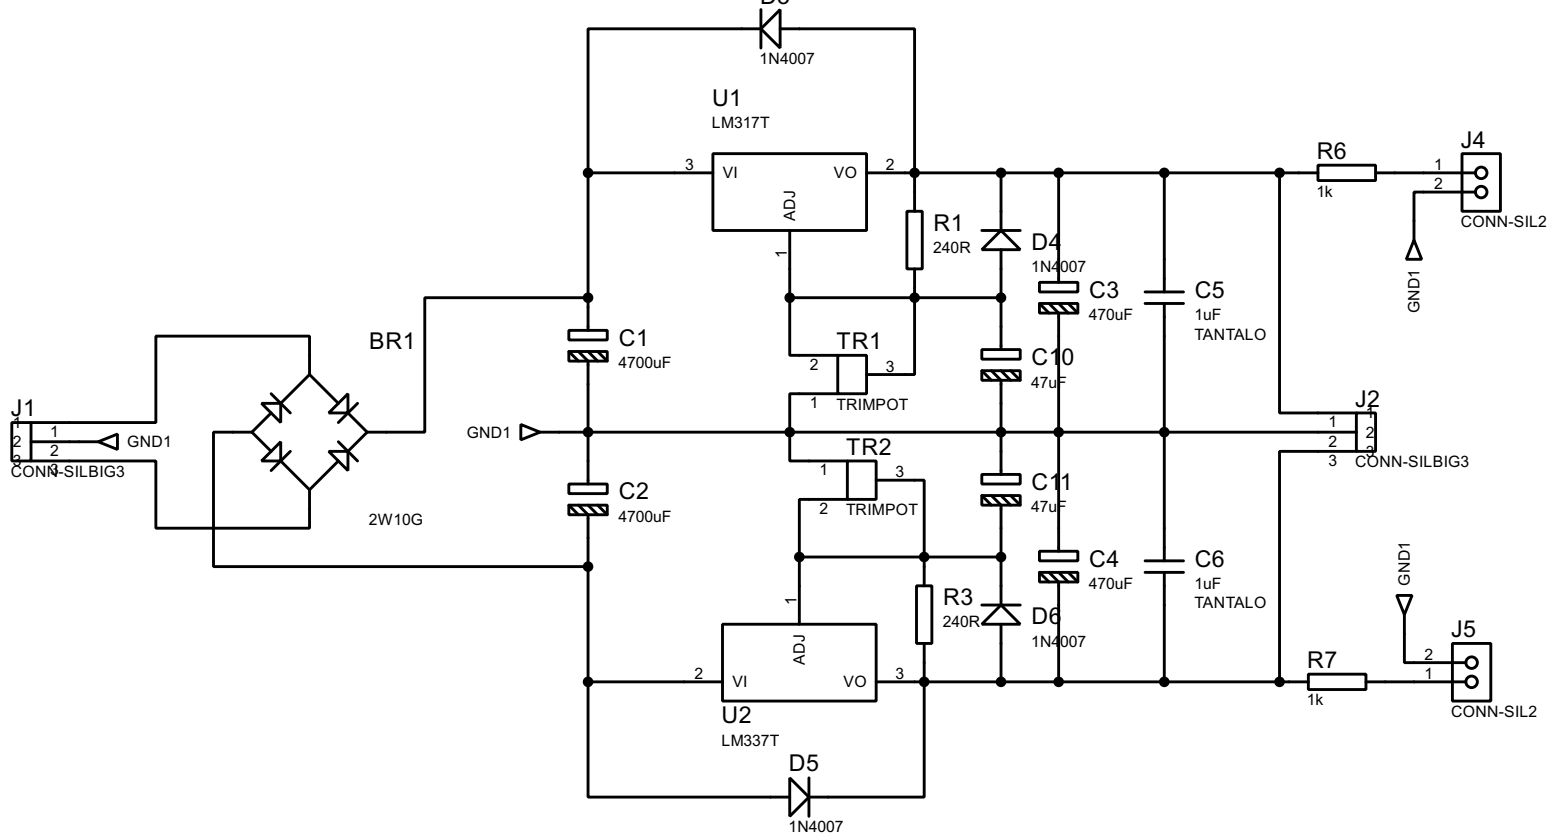 1N4007
U1
LM317T
3
VI
VO
2
ADJ
1
R1
240R
D4
1N4007
C3
470uF
C5
1uF
TANTALO
R6
1k
J4
1
2
CONN-SIL2
GND1
BR1
2W10G
C1
4700uF
TR1
2
3
1
TRIMPOT
C10
47uF
J1
1
2
3
1
2
3
GND1
CONN-SILBIG3
GND1
J2
1
2
3
1
2
3
CONN-SILBIG3
C2
4700uF
TR2
1
3
2
TRIMPOT
C11
47uF
C4
470uF
C6
1uF
TANTALO
R3
240R
D6
1N4007
1
ADJ
2
VI
VO
3
U2
LM337T
D5
1N4007
R7
1k
GND1
J5
2
1
CONN-SIL2